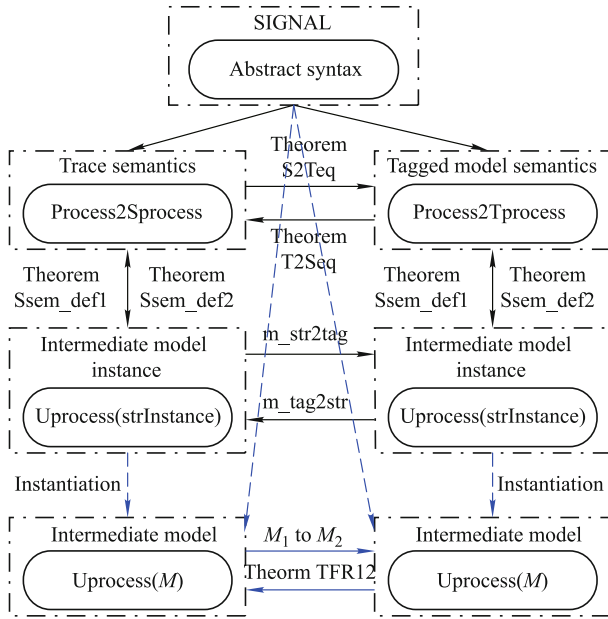 SIGNAL
Abstract syntax
Trace semantics
Process2Sprocess
Theorem
S2Teq
Theorem
T2Seq
Tagged model semantics
Process2Tprocess
Theorem
Ssem_def1
Theorem
Ssem_def2
Theorem
Ssem_def1
Theorem
Ssem_def2
Intermediate model
instance
Uprocess(strInstance)
m_str2tag
m_tag2str
Intermediate model
instance
Uprocess(strInstance)
Instantiation
Instantiation
Intermediate model
Uprocess(M)
M1 to M2
Theorm TFR12
Intermediate model
Uprocess(M)